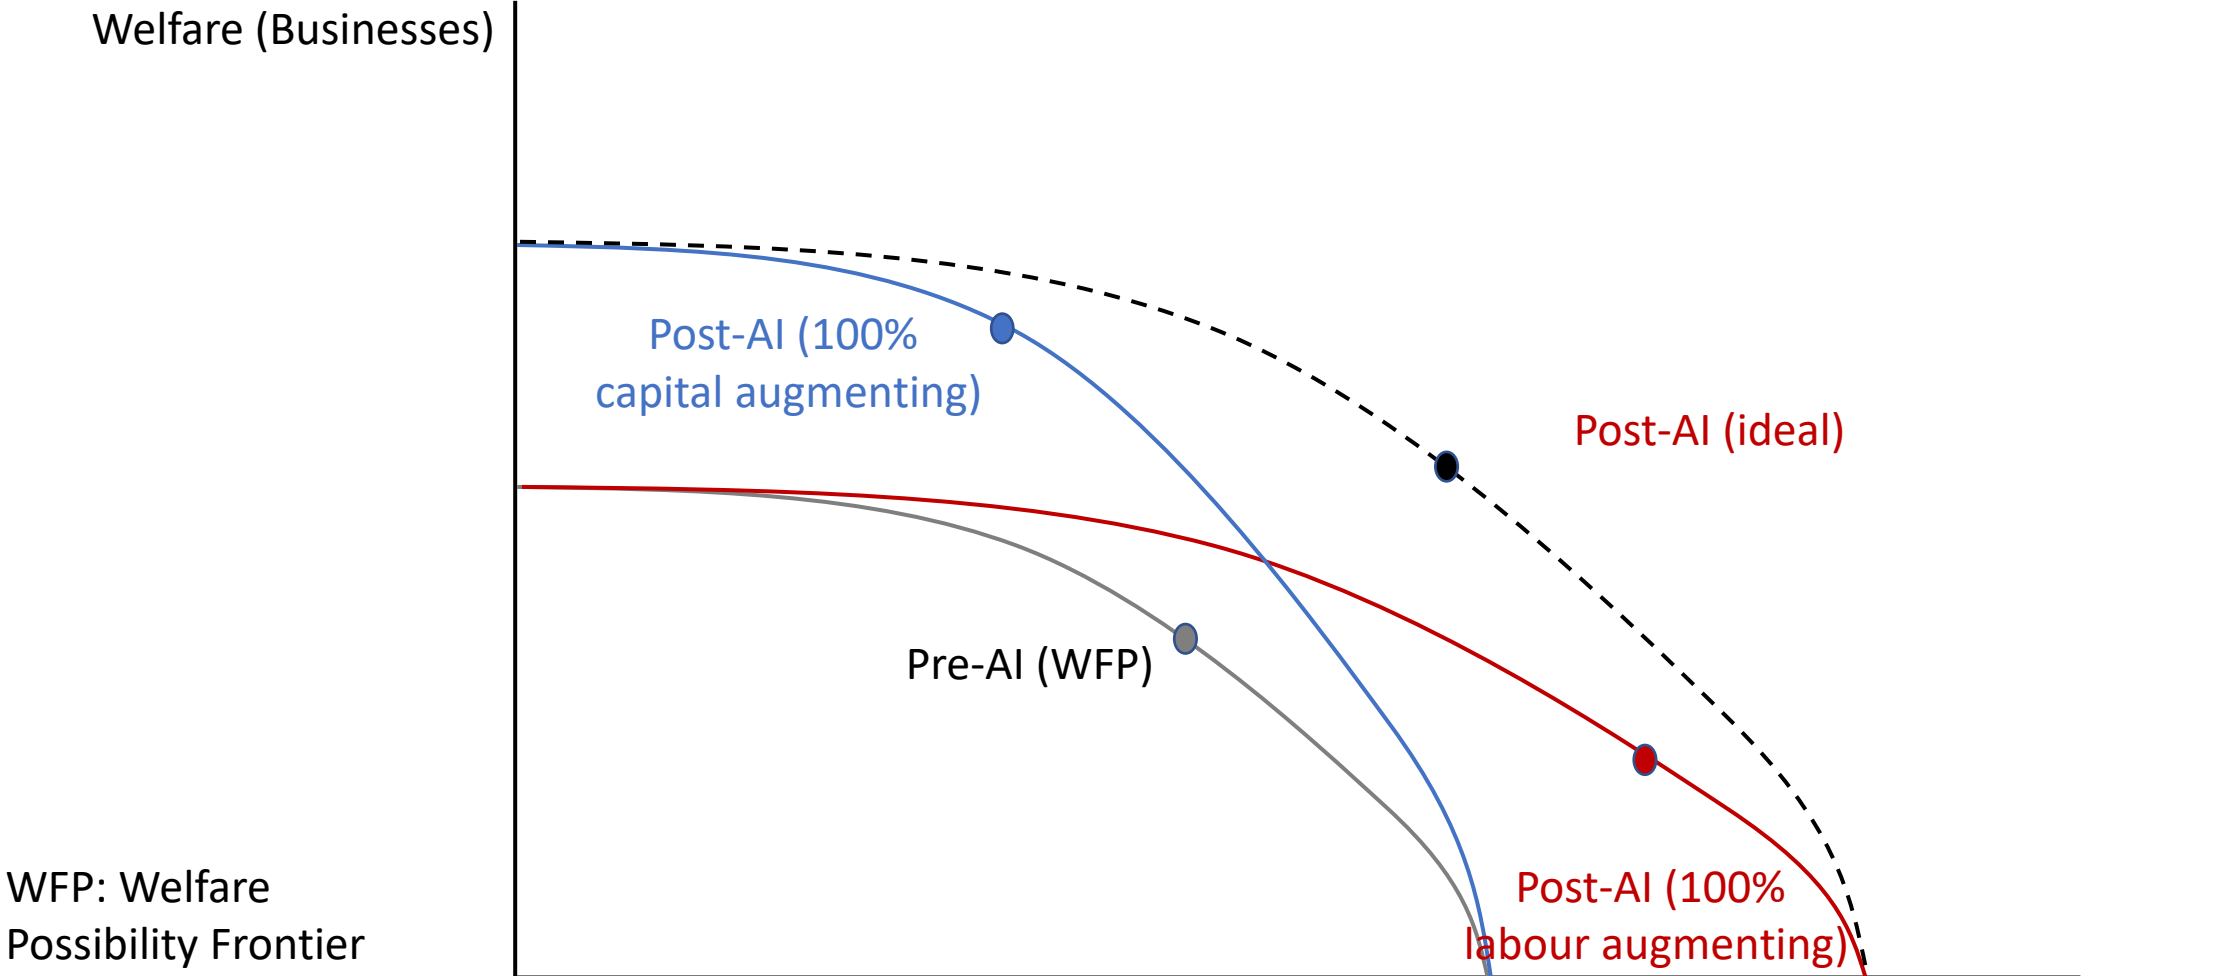 Welfare (Businesses)
Post-AI (100%
capital augmenting)
Post-AI (ideal)
Pre-AI (WFP)
WFP: Welfare
Possibility Frontier
Post-AI (100%
labour augmenting)